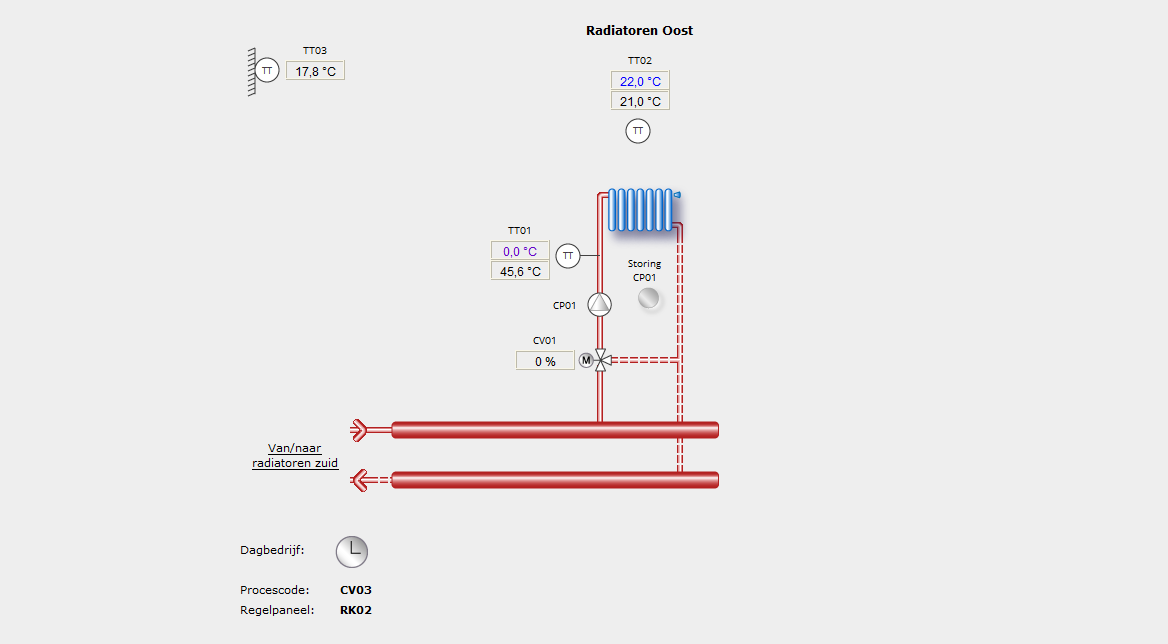 Radiatoren Oost
TT03
TT
17,8 °C
TT02
22,0 °C
21,0 °C
TT
TT01
0,0 °C
45,6 °C
TT
Storing
CP01
CP01
CV01
0 %
M
Van/naar
radiatoren zuid
Dagbedrijf:
Procescode: CV03
Regelpaneel: RK02